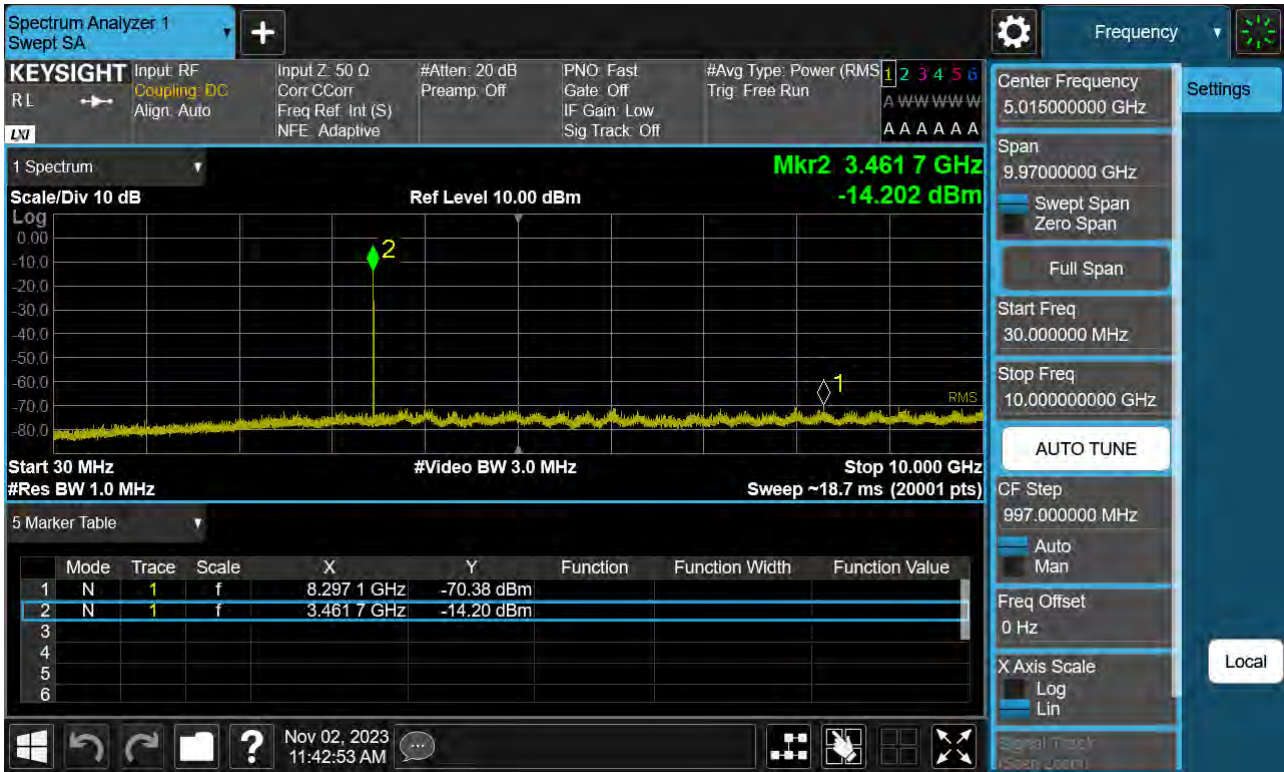 Spectrum Analyzer 1
Swept SA
+
Frequency
KEYSIGHT
RL
LXI
Input: RF
Coupling: DC
Align: Auto
Input Z: 50 Ω
Corr CCorr
Freq Ref: Int (S)
NFE: Adaptive
#Atten: 20 dB
Preamp: Off
PNO: Fast
Gate: Off
IF Gain: Low
Sig Track: Off
#Avg Type: Power (RMS
Trig: Free Run
1 2 3 4 5 6
A W W W W W
A A A A A A
1 Spectrum
Mkr2 3.461 7 GHz
-14.202 dBm
Scale/Div 10 dB
Ref Level 10.00 dBm
Log
0.00
-10.0
-20.0
-30.0
-40.0
-50.0
-60.0
-70.0
-80.0
2
1
RMS
Start 30 MHz
#Video BW 3.0 MHz
Stop 10.000 GHz
#Res BW 1.0 MHz
Sweep ~18.7 ms (20001 pts)
5 Marker Table
Mode Trace Scale X Y Function Function Width Function Value
1 N 1 f 8.297 1 GHz -70.38 dBm
2 N 1 f 3.461 7 GHz -14.20 dBm
3
4
5
6
Nov 02, 2023
11:42:53 AM
?
Center Frequency
5.015000000 GHz
Settings
Span
9.97000000 GHz
Swept Span
Zero Span
Full Span
Start Freq
30.000000 MHz
Stop Freq
10.000000000 GHz
AUTO TUNE
CF Step
997.000000 MHz
Auto
Man
Freq Offset
0 Hz
X Axis Scale
Log
Lin
Local
Signal Track
(Span Zoom)